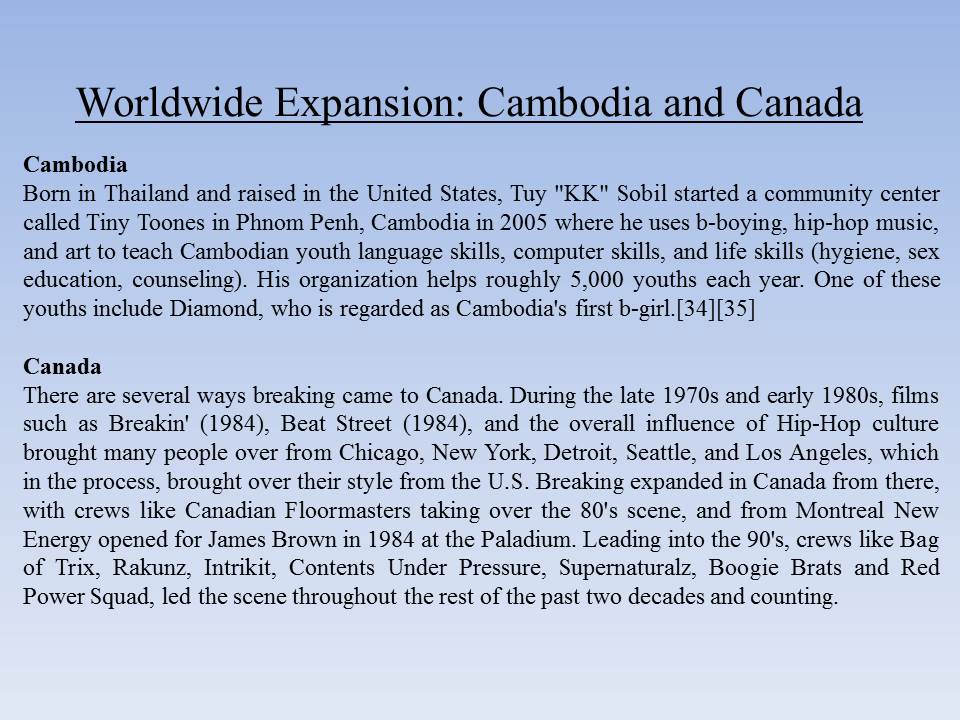 Worldwide Expansion: Cambodia and Canada
Cambodia
Born in Thailand and raised in the United States, Tuy "KK" Sobil started a community center
called Tiny Toones in Phnom Penh, Cambodia in 2005 where he uses b-boying, hip-hop music,
and art to teach Cambodian youth language skills, computer skills, and life skills (hygiene, sex
education, counseling). His organization helps roughly 5,000 youths each year. One of these
youths include Diamond, who is regarded as Cambodia's first b-girl.[34][35]
Canada
There are several ways breaking came to Canada. During the late 1970s and early 1980s, films
such as Breakin' (1984), Beat Street (1984), and the overall influence of Hip-Hop culture
brought many people over from Chicago, New York, Detroit, Seattle, and Los Angeles, which
in the process, brought over their style from the U.S. Breaking expanded in Canada from there,
with crews like Canadian Floormasters taking over the 80's scene, and from Montreal New
Energy opened for James Brown in 1984 at the Paladium. Leading into the 90's, crews like Bag
of Trix, Rakunz, Intrikit, Contents Under Pressure, Supernaturalz, Boogie Brats and Red
Power Squad, led the scene throughout the rest of the past two decades and counting.